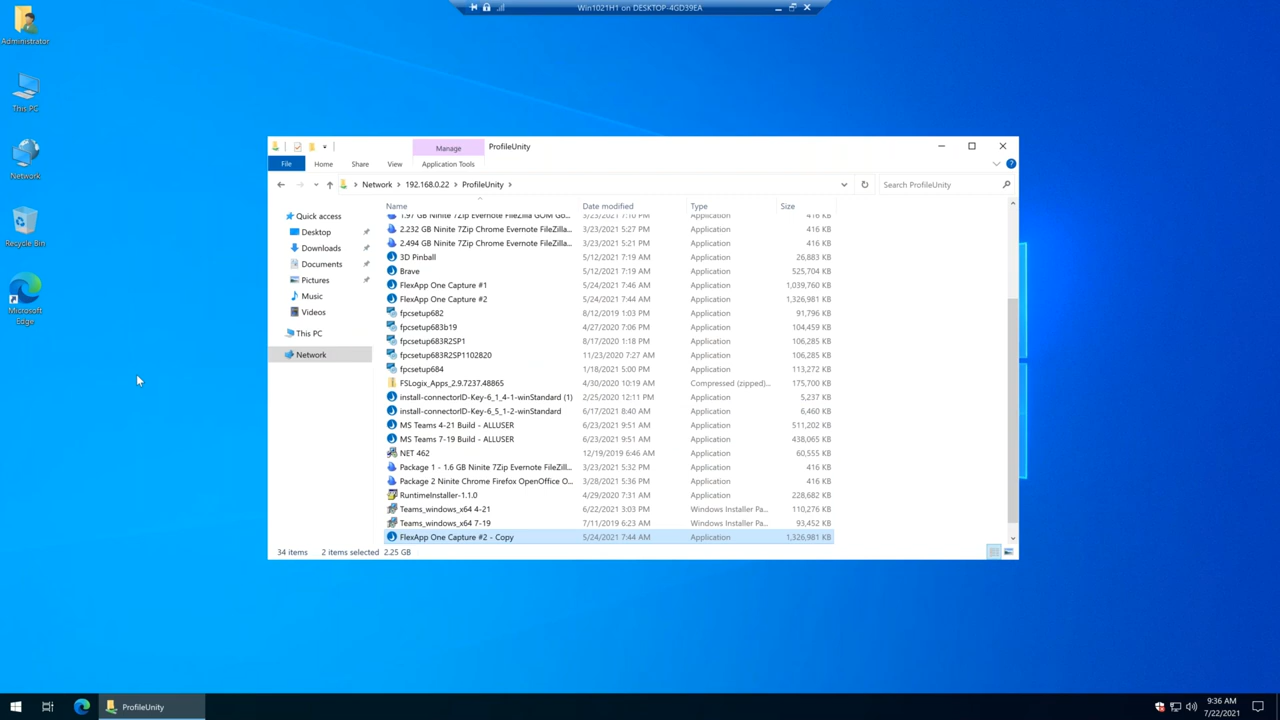 Win1021H1 on DESKTOP-4GD39EA
Administrator
This PC
Network
Recycle Bin
Microsoft
Edge
Manage
ProfileUnity
File
Home
Share
View
Application Tools
Network
192.168.0.22
ProfileUnity
Search ProfileUnity
Quick access
Desktop
Downloads
Documents
Pictures
Music
Videos
This PC
Network
Name Date modified Type Size
1.97 GB Ninite 7Zip Evernote FileZilla GOM Go... 3/23/2021 7:10 PM Application 416 KB
2.232 GB Ninite 7Zip Chrome Evernote FileZilla... 3/23/2021 5:27 PM Application 416 KB
2.494 GB Ninite 7Zip Chrome Evernote FileZilla... 3/23/2021 5:21 PM Application 416 KB
3D Pinball 5/12/2021 7:19 AM Application 26,883 KB
Brave 5/12/2021 7:19 AM Application 525,704 KB
FlexApp One Capture #1 5/24/2021 7:46 AM Application 1,039,760 KB
FlexApp One Capture #2 5/24/2021 7:44 AM Application 1,326,981 KB
fpcsetup682 8/12/2019 1:03 PM Application 91,796 KB
fpcsetup683b19 4/27/2020 7:06 PM Application 104,459 KB
fpcsetup683R2SP1 8/17/2020 1:18 PM Application 106,285 KB
fpcsetup683R2SP1102820 11/23/2020 7:27 AM Application 106,285 KB
fpcsetup684 1/18/2021 5:00 PM Application 113,272 KB
FSLogix_Apps_2.9.7237.48865 4/30/2020 10:19 AM Compressed (zipped)... 175,700 KB
install-connectorID-Key-6_1_4-1-winStandard (1) 2/25/2020 12:11 PM Application 5,237 KB
install-connectorID-Key-6_5_1-2-winStandard 6/17/2021 8:40 AM Application 6,460 KB
MS Teams 4-21 Build - ALLUSER 6/23/2021 9:51 AM Application 511,202 KB
MS Teams 7-19 Build - ALLUSER 6/23/2021 9:51 AM Application 438,065 KB
NET 462 12/19/2019 6:46 AM Application 60,555 KB
Package 1 - 1.6 GB Ninite 7Zip Evernote FileZill... 3/23/2021 5:32 PM Application 416 KB
Package 2 Ninite Chrome Firefox OpenOffice O... 3/28/2021 5:36 PM Application 416 KB
RuntimeInstaller-1.1.0 4/29/2020 7:31 AM Application 228,682 KB
Teams_windows_x64 4-21 6/22/2021 3:03 PM Windows Installer Pa... 110,276 KB
Teams_windows_x64 7-19 7/11/2019 6:23 AM Windows Installer Pa... 93,452 KB
FlexApp One Capture #2 - Copy 5/24/2021 7:44 AM Application 1,326,981 KB
34 items 2 items selected 2.25 GB
ProfileUnity
9:36 AM
7/22/2021